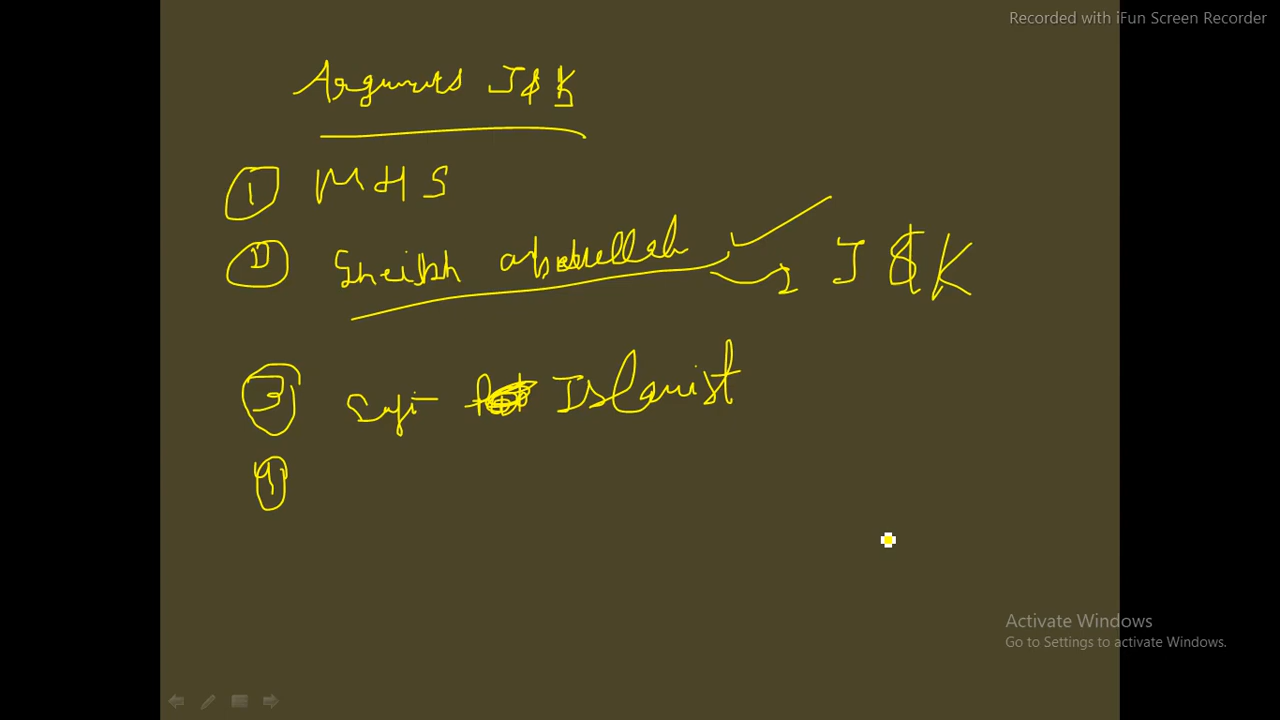 Recorded with iFun Screen Recorder
Arguments J&K
① MHS
② Sheikh abdullah ✓ → J & K
③ Sufi - Islamist
④
Activate Windows
Go to Settings to activate Windows.